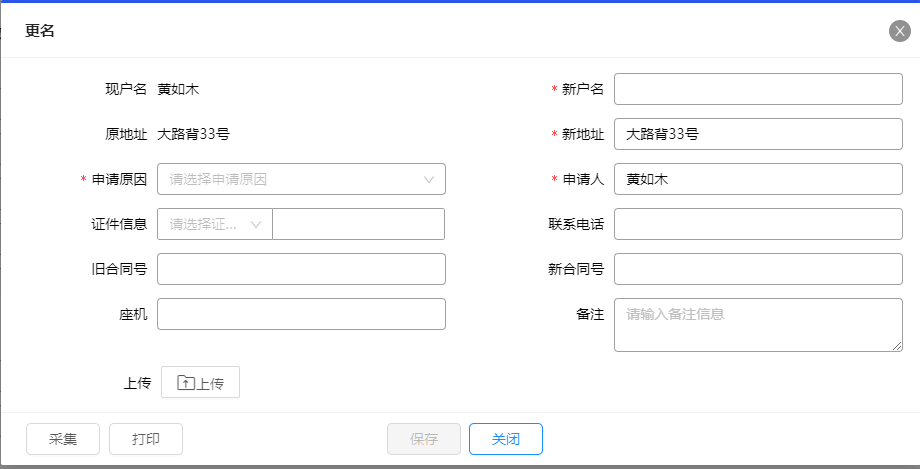 更名
现户名 黄如木 * 新户名
原地址 大路背33号 * 新地址 大路背33号
* 申请原因 请选择申请原因 * 申请人 黄如木
证件信息 请选择证... 联系电话
旧合同号 新合同号
座机 备注 请输入备注信息
上传 上传
采集 打印 保存 关闭